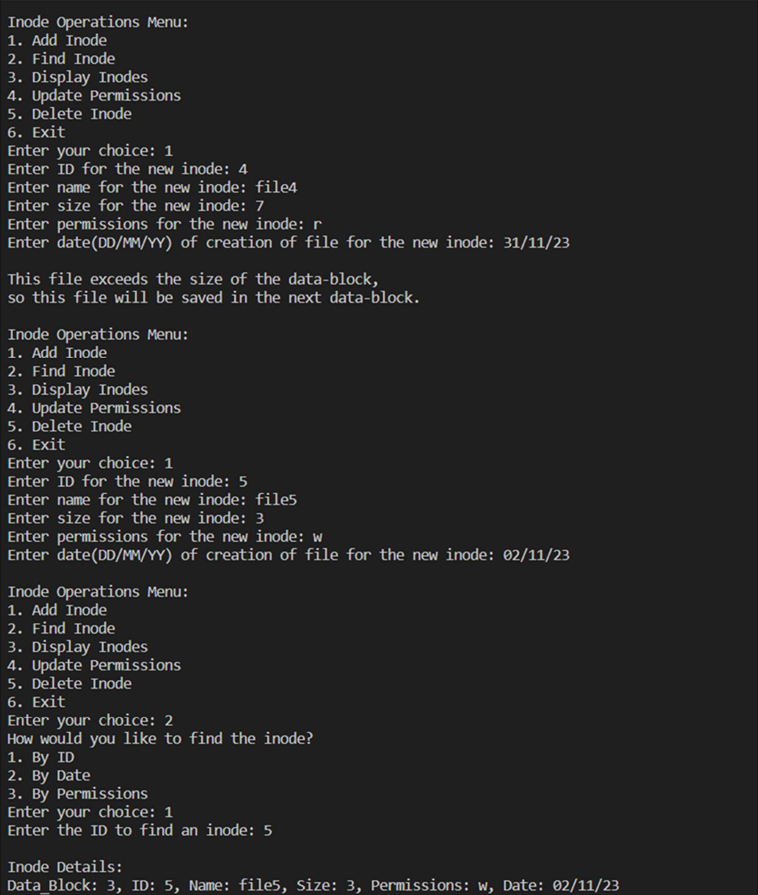 Inode Operations Menu:
1. Add Inode
2. Find Inode
3. Display Inodes
4. Update Permissions
5. Delete Inode
6. Exit
Enter your choice: 1
Enter ID for the new inode: 4
Enter name for the new inode: file4
Enter size for the new inode: 7
Enter permissions for the new inode: r
Enter date(DD/MM/YY) of creation of file for the new inode: 31/11/23
This file exceeds the size of the data-block,
so this file will be saved in the next data-block.
Inode Operations Menu:
1. Add Inode
2. Find Inode
3. Display Inodes
4. Update Permissions
5. Delete Inode
6. Exit
Enter your choice: 1
Enter ID for the new inode: 5
Enter name for the new inode: file5
Enter size for the new inode: 3
Enter permissions for the new inode: w
Enter date(DD/MM/YY) of creation of file for the new inode: 02/11/23
Inode Operations Menu:
1. Add Inode
2. Find Inode
3. Display Inodes
4. Update Permissions
5. Delete Inode
6. Exit
Enter your choice: 2
How would you like to find the inode?
1. By ID
2. By Date
3. By Permissions
Enter your choice: 1
Enter the ID to find an inode: 5
Inode Details:
Data_Block: 3, ID: 5, Name: file5, Size: 3, Permissions: w, Date: 02/11/23